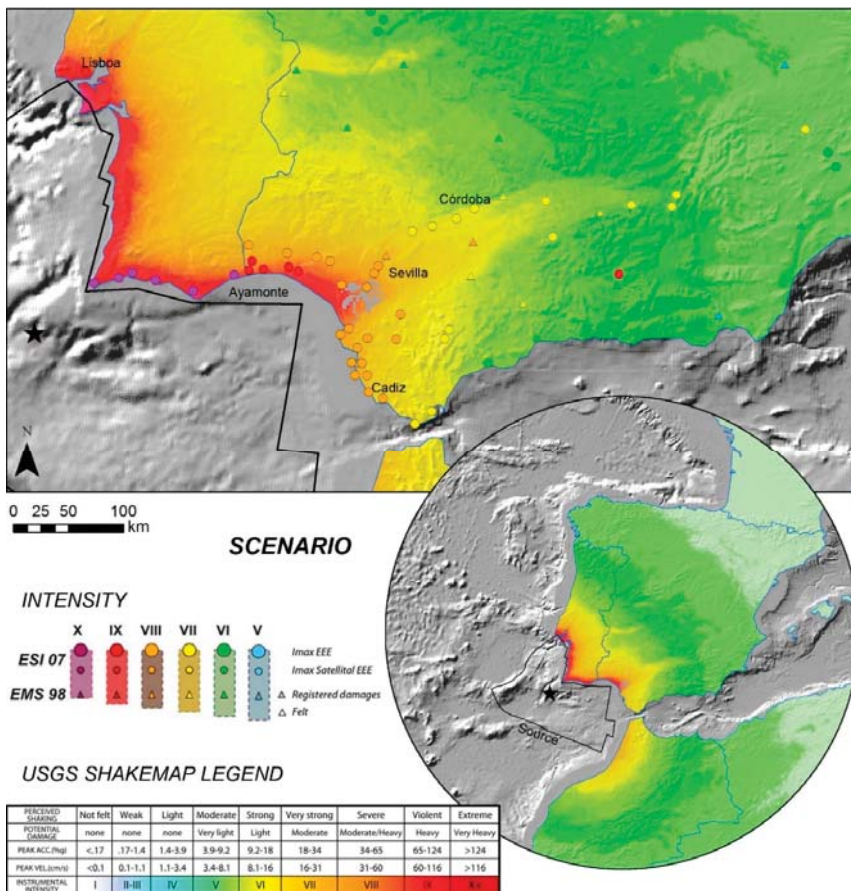 Lisboa
Córdoba
Sevilla
Ayamonte
Cadiz
N
0 25 50 100
km
SCENARIO
INTENSITY
X IX VIII VII VI V
Imax EEE
ESI 07
Imax Satellital EEE
EMS 98
Registered damages
Felt
Source
USGS SHAKEMAP LEGEND
PERCEIVED SHAKING Not felt Weak Light Moderate Strong Very strong Severe Violent Extreme
POTENTIAL DAMAGE none none none Very light Light Moderate Moderate/Heavy Heavy Very Heavy
PEAK ACC.(%g) <.17 .17-1.4 1.4-3.9 3.9-9.2 9.2-18 18-34 34-65 65-124 >124
PEAK VEL.(cm/s) <0.1 0.1-1.1 1.1-3.4 3.4-8.1 8.1-16 16-31 31-60 60-116 >116
INSTRUMENTAL INTENSITY I II-III IV V VI VII VIII IX X+